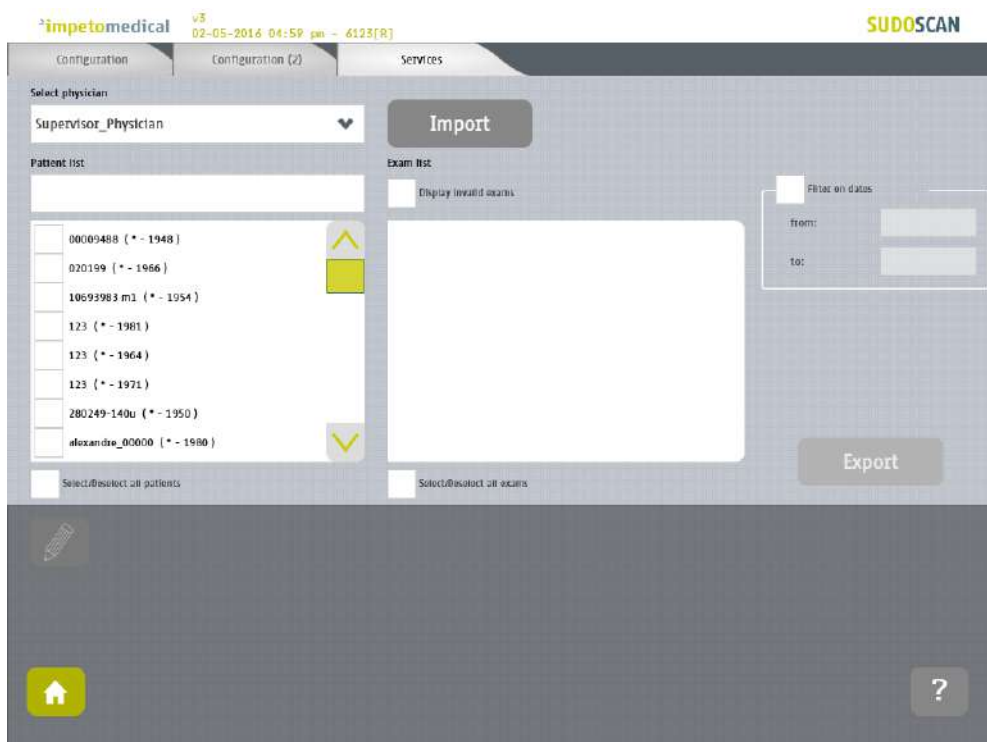 ²impetomedical
v3
02-05-2016 04:59 pm - 6123[R]
SUDOSCAN
Configuration
Configuration (2)
Services
Select physician
Supervisor_Physician
Import
Patient list
Exam list
Display invalid exams
Filter on dates
from:
to:
00009488 (* - 1948)
020199 (* - 1966)
10693983 m1 (* - 1954)
123 (* - 1981)
123 (* - 1964)
123 (* - 1971)
280249-140u (* - 1950)
alexandre_00000 (* - 1980)
Export
Select/Deselect all patients
Select/Deselect all exams
?